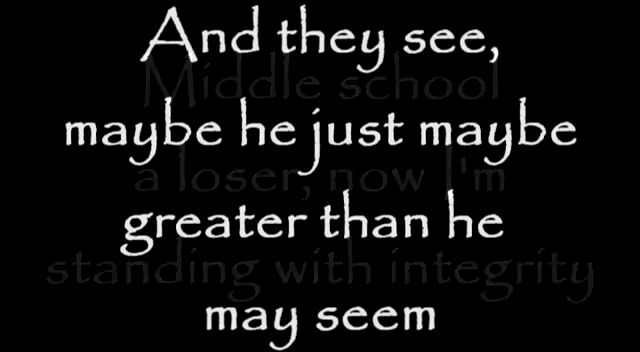 And they see,
Middle school
maybe he just maybe
a loser, now I'm
greater than he
standing with integrity
may seem